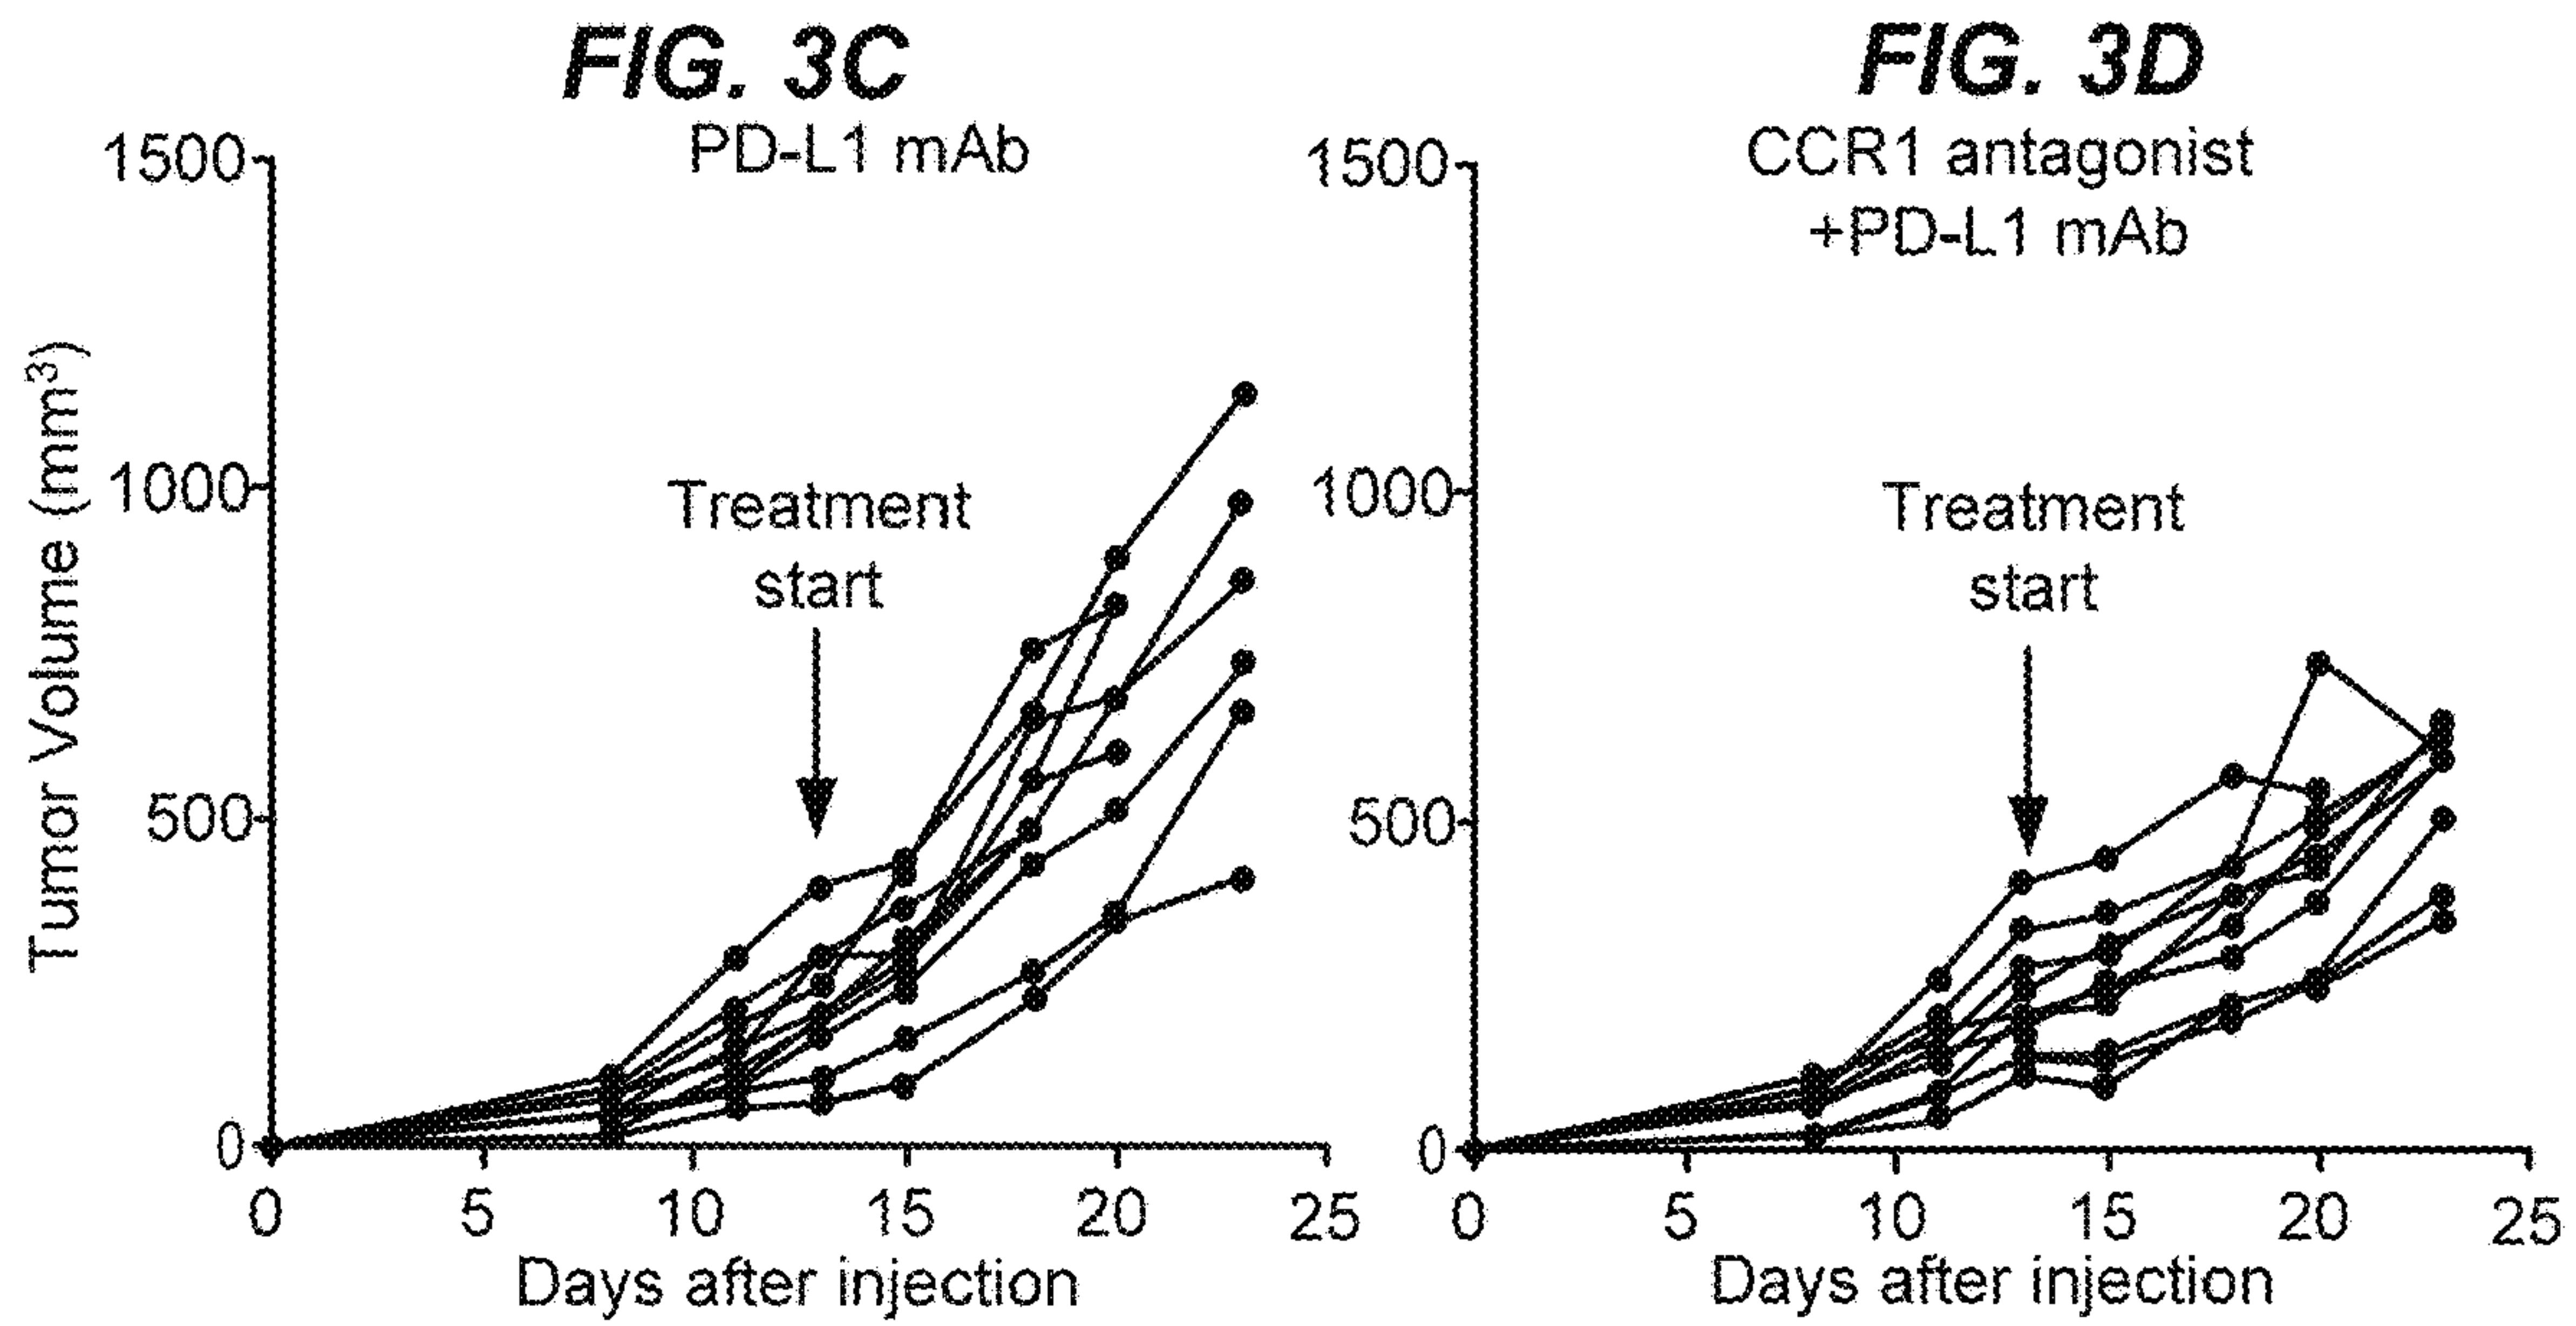 FIG. 3C
PD-L1 mAb
1500
1000
500
0
Tumor Volume (mm³)
Treatment
start
0 5 10 15 20 25
Days after injection
FIG. 3D
CCR1 antagonist
+PD-L1 mAb
1500
1000
500
0
Treatment
start
0 5 10 15 20 25
Days after injection